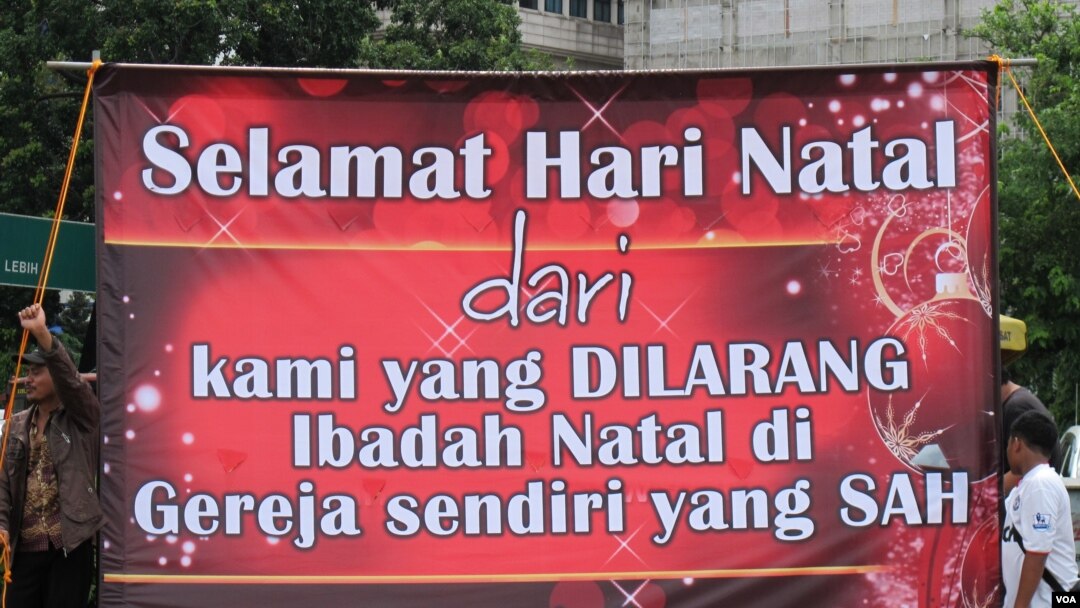 Selamat Hari Natal
dari
kami yang DILARANG
Ibadah Natal di
Gereja sendiri yang SAH
LEBIH
VOA